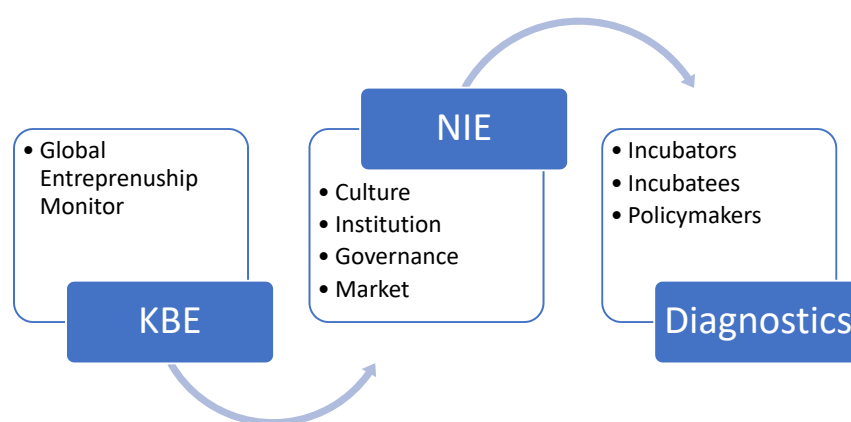 • Global
Entreprenuship
Monitor
KBE
NIE
• Culture
• Institution
• Governance
• Market
• Incubators
• Incubatees
• Policymakers
Diagnostics